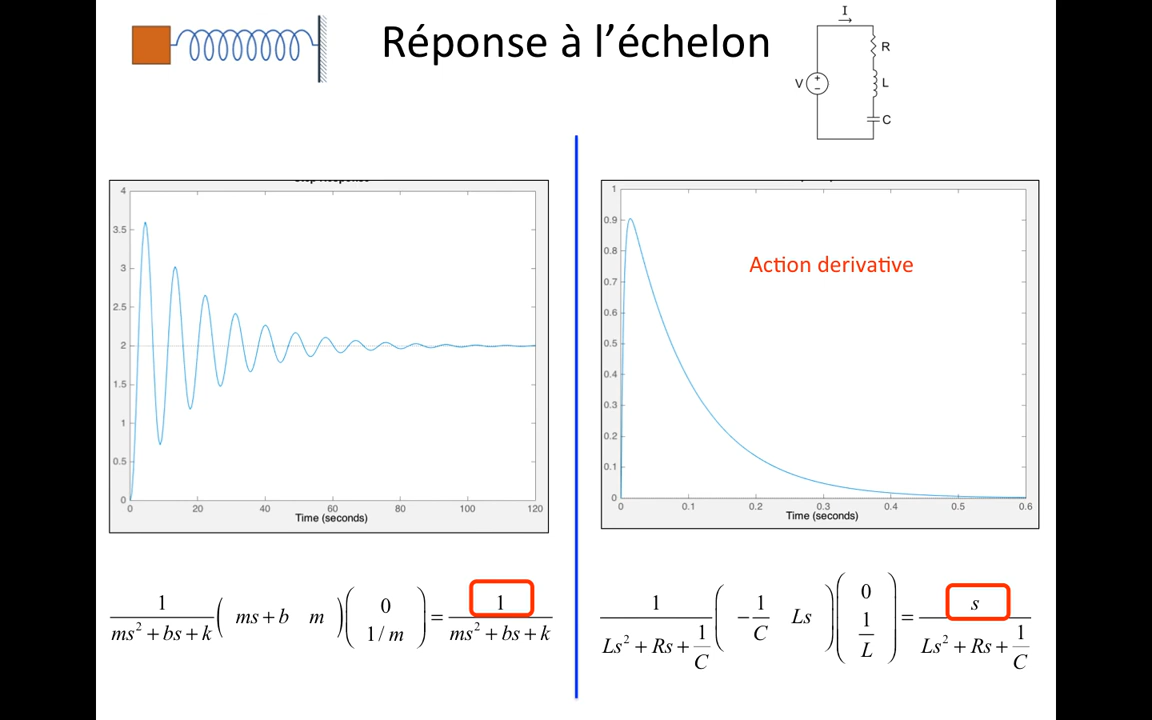 Réponse à l’échelon
I
R
V
+
−
L
C
4
3.5
3
2.5
2
1.5
1
0.5
0
0 20 40 60 80 100 120
Time (seconds)
1
0.9
0.8
0.7
0.6
0.5
0.4
0.3
0.2
0.1
0
0 0.1 0.2 0.3 0.4 0.5 0.6
Time (seconds)
Action derivative
1 / (ms² + bs + k) ( ms + b   m ) ( 0   1/m ) = 1 / (ms² + bs + k)
1 / (Ls² + Rs + 1/C) ( − 1/C   Ls ) ( 0   1/L ) = s / (Ls² + Rs + 1/C)